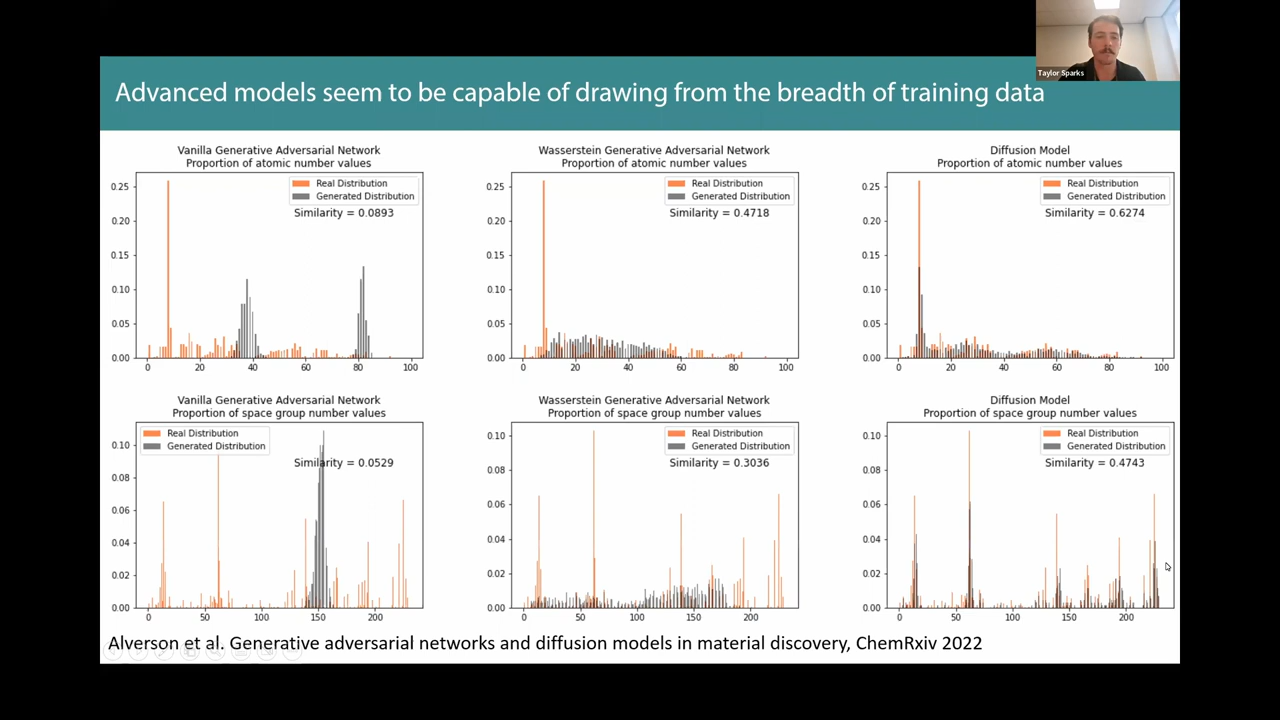 Taylor Sparks
Advanced models seem to be capable of drawing from the breadth of training data
Vanilla Generative Adversarial Network
Proportion of atomic number values
Real Distribution
Generated Distribution
Similarity = 0.0893
0.25
0.20
0.15
0.10
0.05
0.00
0 20 40 60 80 100
Wasserstein Generative Adversarial Network
Proportion of atomic number values
Real Distribution
Generated Distribution
Similarity = 0.4718
0.25
0.20
0.15
0.10
0.05
0.00
0 20 40 60 80 100
Diffusion Model
Proportion of atomic number values
Real Distribution
Generated Distribution
Similarity = 0.6274
0.25
0.20
0.15
0.10
0.05
0.00
0 20 40 60 80 100
Vanilla Generative Adversarial Network
Proportion of space group number values
Real Distribution
Generated Distribution
Similarity = 0.0529
0.10
0.08
0.06
0.04
0.02
0.00
0 50 100 150 200
Wasserstein Generative Adversarial Network
Proportion of space group number values
Real Distribution
Generated Distribution
Similarity = 0.3036
0.10
0.08
0.06
0.04
0.02
0.00
0 50 100 150 200
Diffusion Model
Proportion of space group number values
Real Distribution
Generated Distribution
Similarity = 0.4743
0.10
0.08
0.06
0.04
0.02
0.00
0 50 100 150 200
Alverson et al. Generative adversarial networks and diffusion models in material discovery, ChemRxiv 2022